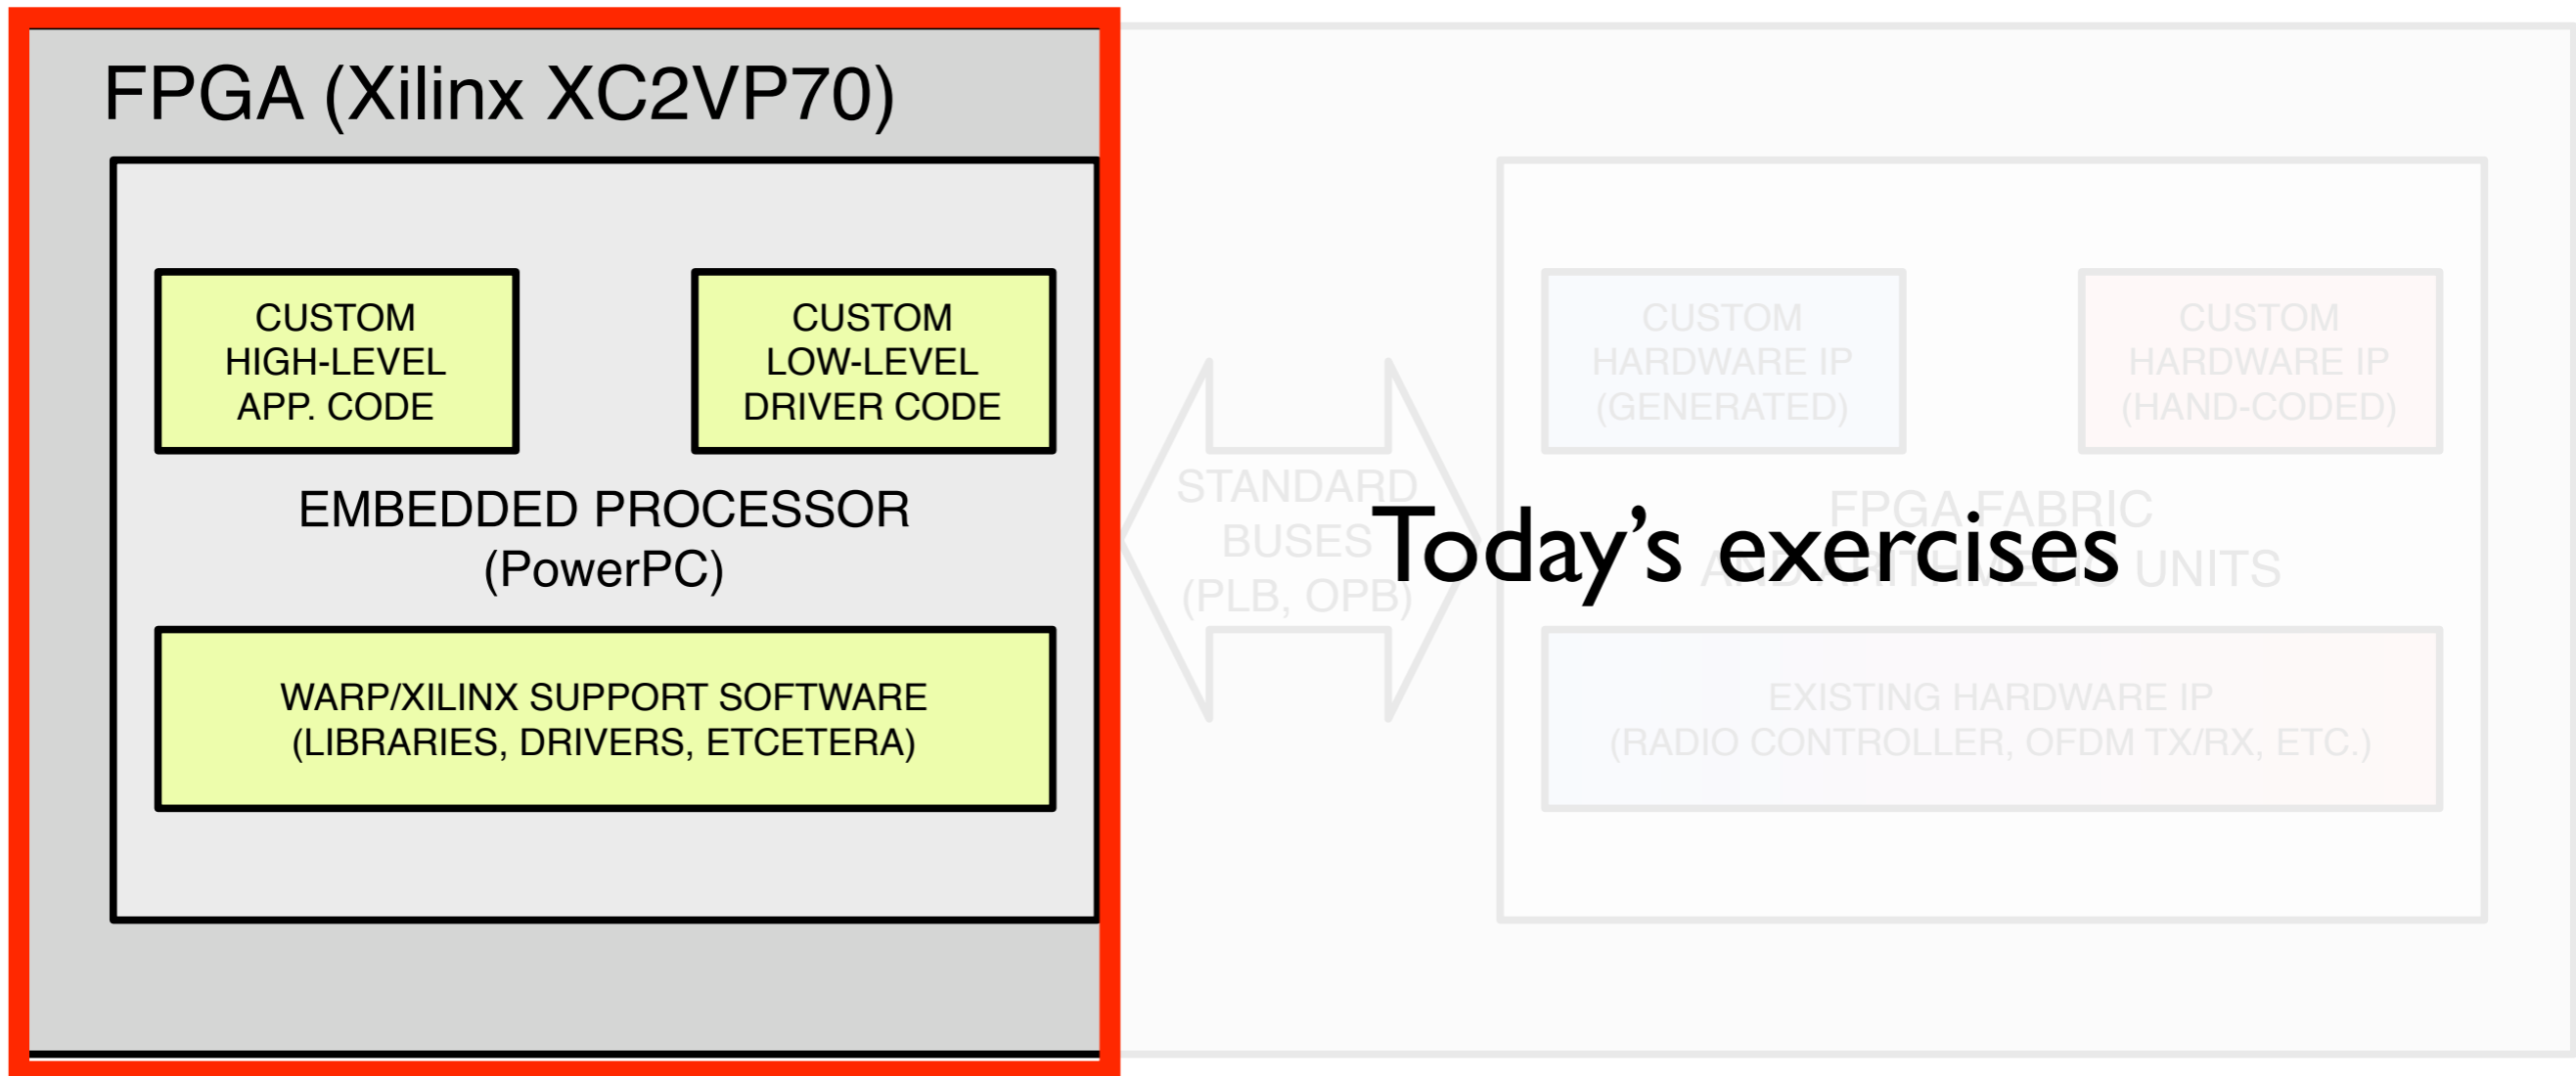 FPGA (Xilinx XC2VP70)
CUSTOM
HIGH-LEVEL
APP. CODE
CUSTOM
LOW-LEVEL
DRIVER CODE
EMBEDDED PROCESSOR
(PowerPC)
WARP/XILINX SUPPORT SOFTWARE
(LIBRARIES, DRIVERS, ETCETERA)
STANDARD
BUSES
(PLB, OPB)
Today’s exercises
CUSTOM
HARDWARE IP
(GENERATED)
CUSTOM
HARDWARE IP
(HAND-CODED)
FPGA FABRIC
AND ARITHMETIC UNITS
EXISTING HARDWARE IP
(RADIO CONTROLLER, OFDM TX/RX, ETC.)